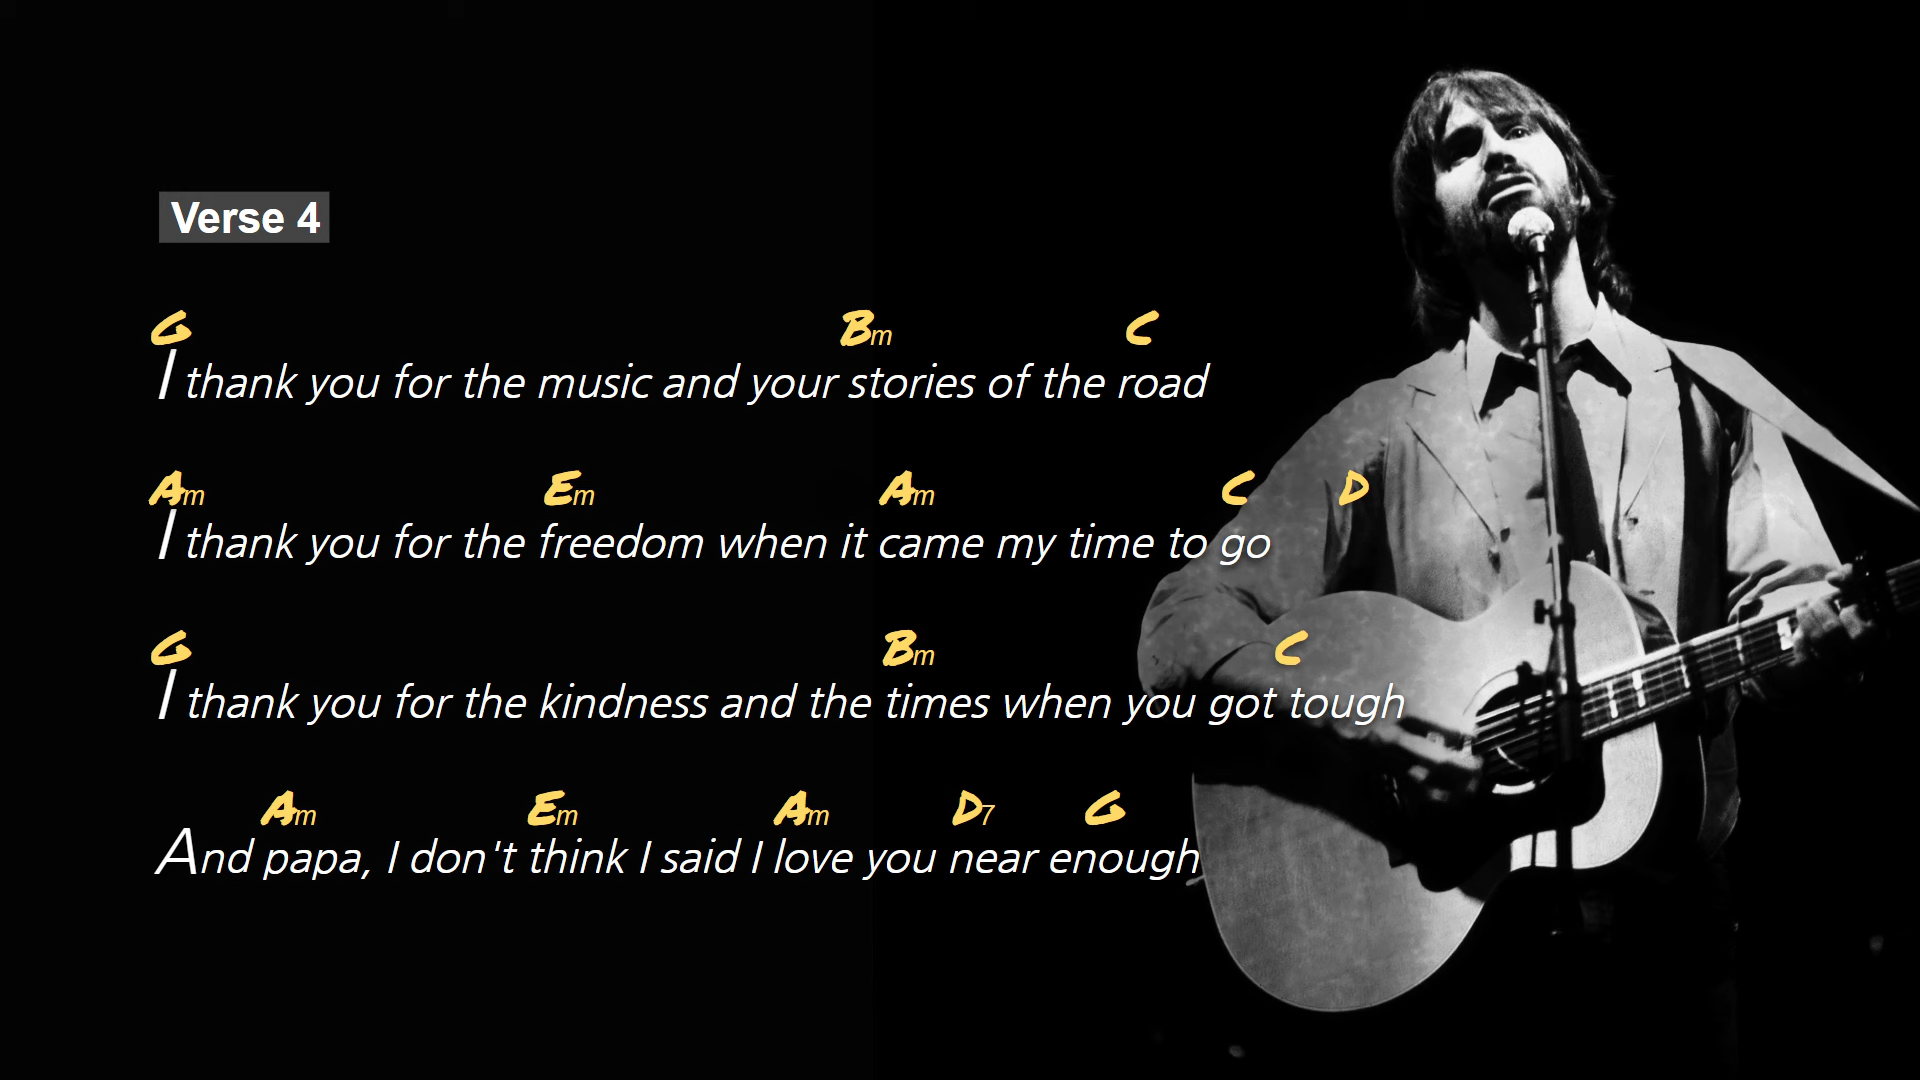 Verse 4
G Bm C
I thank you for the music and your stories of the road
Am Em Am C D
I thank you for the freedom when it came my time to go
G Bm C
I thank you for the kindness and the times when you got tough
Am Em Am D7 G
And papa, I don't think I said I love you near enough